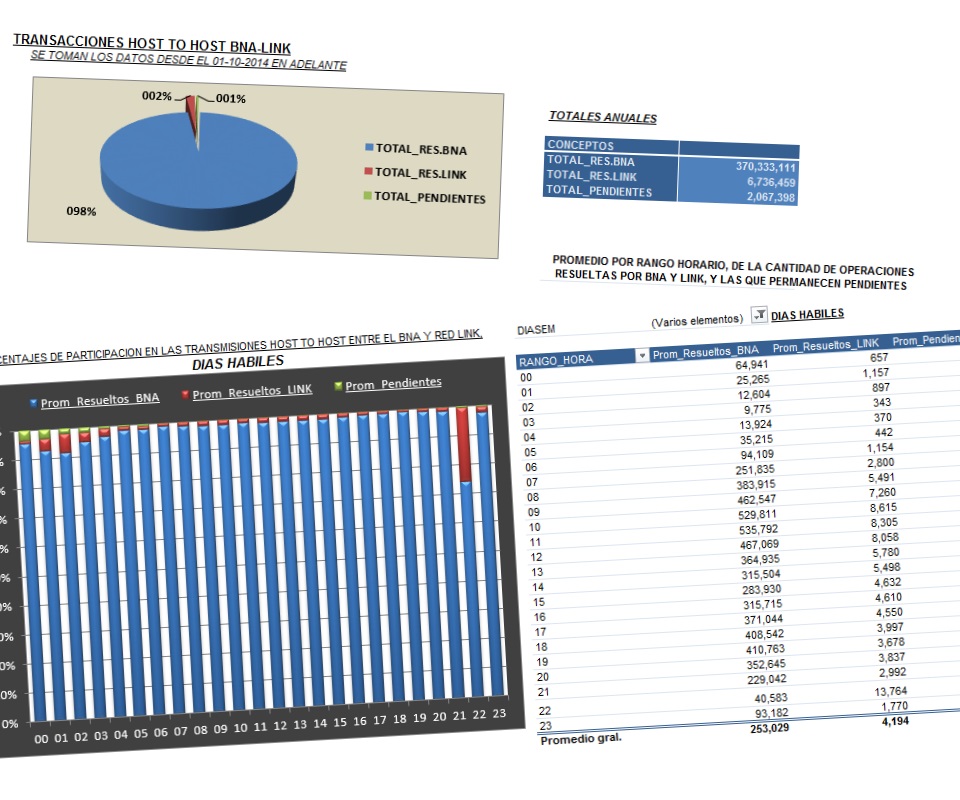 TRANSACCIONES HOST TO HOST BNA-LINK
SE TOMAN LOS DATOS DESDE EL 01-10-2014 EN ADELANTE
002% 001%
098%
TOTAL_RES.BNA
TOTAL_RES.LINK
TOTAL_PENDIENTES
TOTALES ANUALES
CONCEPTOS
TOTAL_RES.BNA 370,333,111
TOTAL_RES.LINK 6,736,459
TOTAL_PENDIENTES 2,067,398
PROMEDIO POR RANGO HORARIO, DE LA CANTIDAD DE OPERACIONES
RESUELTAS POR BNA Y LINK, Y LAS QUE PERMANECEN PENDIENTES
CENTAJES DE PARTICIPACION EN LAS TRANSMISIONES HOST TO HOST ENTRE EL BNA Y RED LINK.
DIAS HABILES
Prom_Resueltos_BNA Prom_Resueltos_LINK Prom_Pendientes
0%
00 01 02 03 04 05 06 07 08 09 10 11 12 13 14 15 16 17 18 19 20 21 22 23
DIASEM (Varios elementos) DIAS HABILES
RANGO_HORA Prom_Resueltos_BNA Prom_Resueltos_LINK Prom_Pendien
00 64,941 657
01 25,265 1,157
02 12,604 897
03 9,775 343
04 13,924 370
05 35,215 442
06 94,109 1,154
07 251,835 2,800
08 383,915 5,491
09 462,547 7,260
10 529,811 8,615
11 535,792 8,305
12 467,069 8,058
13 364,935 5,780
14 315,504 5,498
15 283,930 4,632
16 315,715 4,610
17 371,044 4,550
18 408,542 3,997
19 410,763 3,678
20 352,645 3,837
21 229,042 2,992
22 40,583 13,764
23 93,182 1,770
Promedio gral. 253,029 4,194